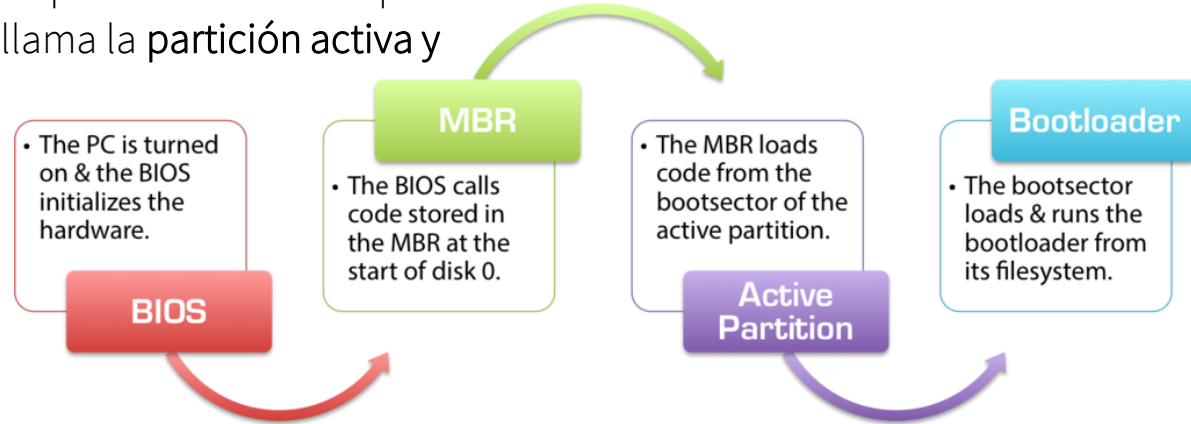 llama la partición activa y
• The PC is turned
on & the BIOS
initializes the
hardware.
BIOS
MBR
• The BIOS calls
code stored in
the MBR at the
start of disk 0.
• The MBR loads
code from the
bootsector of the
active partition.
Active
Partition
Bootloader
• The bootsector
loads & runs the
bootloader from
its filesystem.